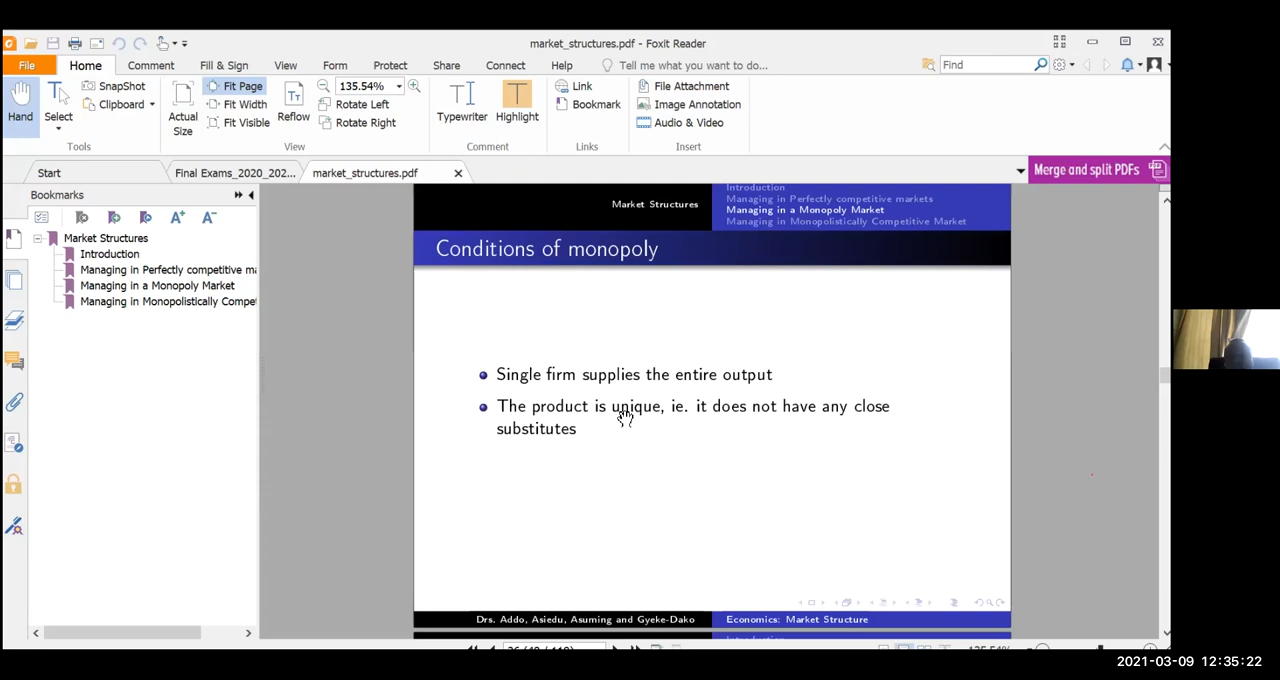 market_structures.pdf - Foxit Reader
File Home Comment Fill & Sign View Form Protect Share Connect Help Tell me what you want to do... Find
Hand
Select
SnapShot
Clipboard
Tools
Actual Size
Fit Page
Fit Width
Fit Visible
Reflow
135.54%
Rotate Left
Rotate Right
View
Typewriter
Highlight
Comment
Link
Bookmark
Links
File Attachment
Image Annotation
Audio & Video
Insert
Start Final Exams_2020_202... market_structures.pdf Merge and split PDFs
Bookmarks
A+ A-
Market Structures
Introduction
Managing in Perfectly competitive ma
Managing in a Monopoly Market
Managing in Monopolistically Compet
Market Structures
Introduction
Managing in Perfectly competitive markets
Managing in a Monopoly Market
Managing in Monopolistically Competitive Market
Conditions of monopoly
Single firm supplies the entire output
The product is unique, ie. it does not have any close
substitutes
Drs. Addo, Asiedu, Asuming and Gyeke-Dako Economics: Market Structure
135.54%
2021-03-09 12:35:22